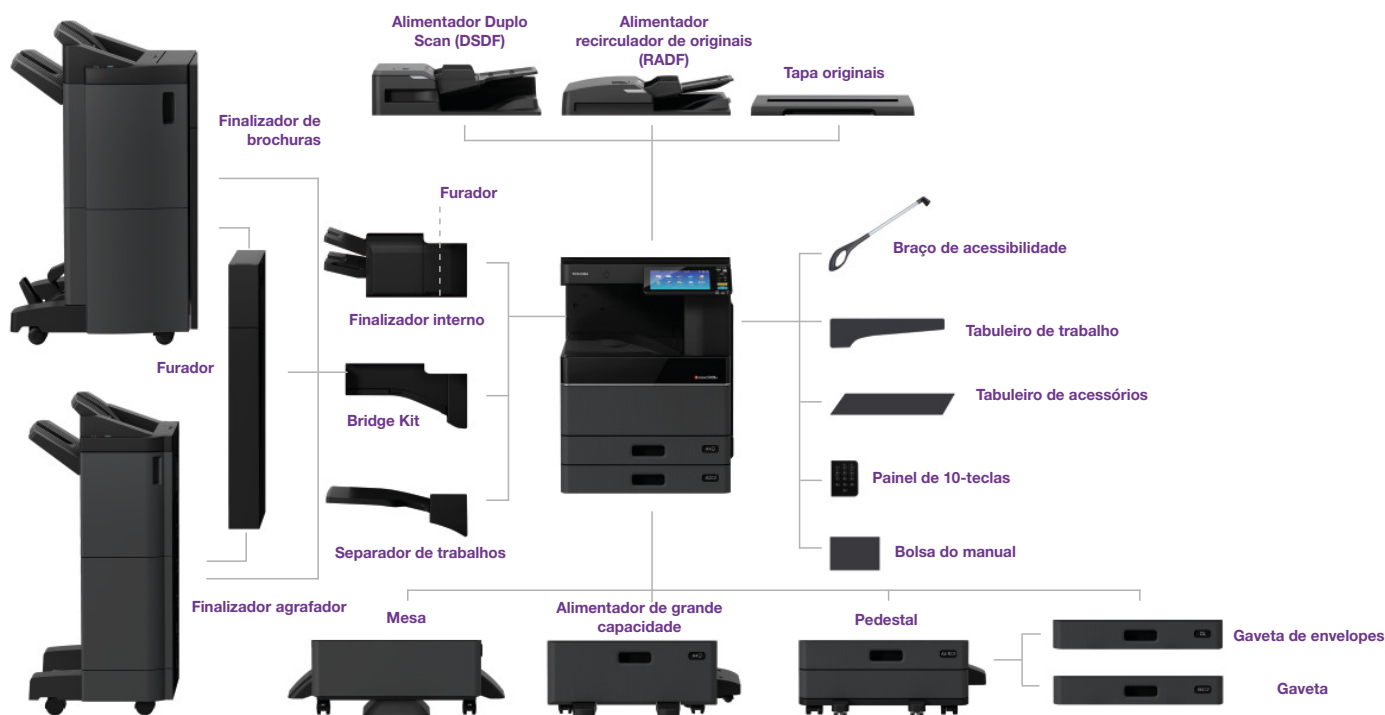 Alimentador Duplo
Scan (DSDF)
Alimentador
recirculador de originais
(RADF)
Tapa originais
Finalizador de
brochuras
Furador
Braço de acessibilidade
Finalizador interno
Tabuleiro de trabalho
Furador
Tabuleiro de acessórios
Bridge Kit
Painel de 10-teclas
Separador de trabalhos
Bolsa do manual
Finalizador agrafador
Mesa
Alimentador de grande
capacidade
Pedestal
Gaveta de envelopes
Gaveta